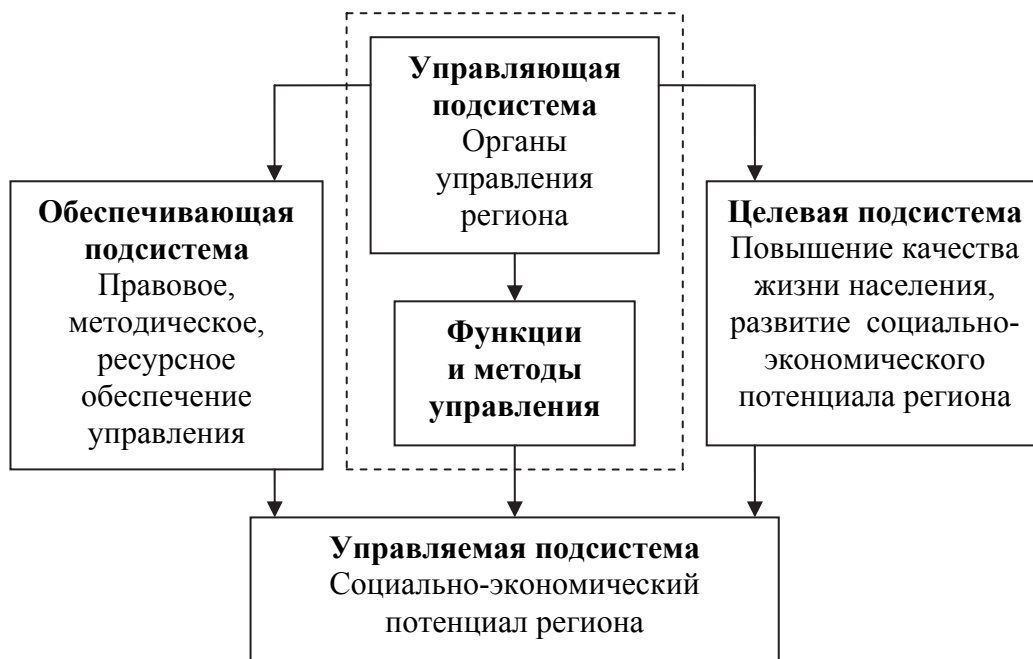 Управляющая
подсистема
Органы
управления
региона
Обеспечивающая
подсистема
Правовое,
методическое,
ресурсное
обеспечение
управления
Функции
и методы
управления
Целевая подсистема
Повышение качества
жизни населения,
развитие социально-
экономического
потенциала региона
Управляемая подсистема
Социально-экономический
потенциал региона